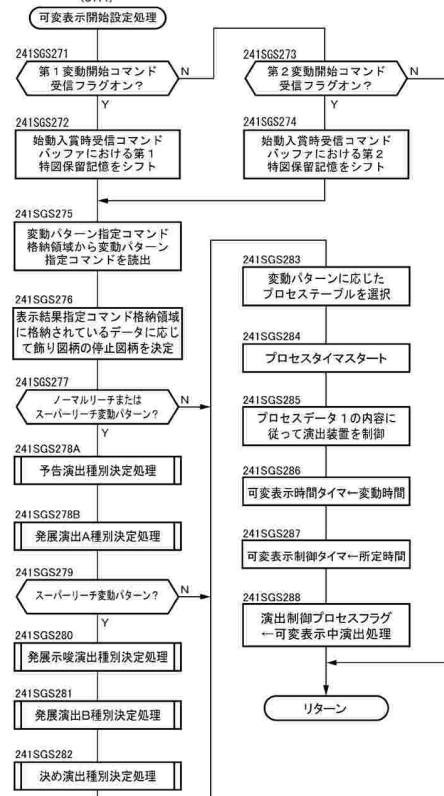 可変表示開始設定処理
241SGS271
第1変動開始コマンド
受信フラグオン?
N
Y
241SGS273
第2変動開始コマンド
受信フラグオン?
N
Y
241SGS272
始動入賞時受信コマンド
バッファにおける第1
特図保留記憶をシフト
241SGS274
始動入賞時受信コマンド
バッファにおける第2
特図保留記憶をシフト
241SGS275
変動パターン指定コマンド
格納領域から変動パターン
指定コマンドを読出
241SGS276
表示結果指定コマンド格納領域
に格納されているデータに応じ
て飾り図柄の停止図柄を決定
241SGS277
ノーマルリーチまたは
スーパーリーチ変動パターン?
N
Y
241SGS278A
予告演出種別決定処理
241SGS278B
発展演出A種別決定処理
241SGS279
スーパーリーチ変動パターン?
N
Y
241SGS280
発展示唆演出種別決定処理
241SGS281
発展演出B種別決定処理
241SGS282
決め演出種別決定処理
241SGS283
変動パターンに応じた
プロセステーブルを選択
241SGS284
プロセスタイマスタート
241SGS285
プロセスデータ1の内容に
従って演出装置を制御
241SGS286
可変表示時間タイマ←変動時間
241SGS287
可変表示制御タイマ←所定時間
241SGS288
演出制御プロセスフラグ
←可変表示中演出処理
リターン